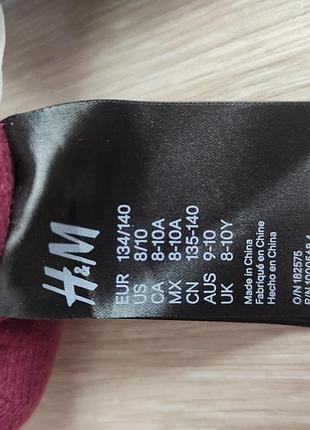 H&M
EUR 134/140
US 8/10
CA 8-10A
MX 8-10A
CN 135-140
AUS 9-10
UK 8-10Y
Made in China
Fabriqué en Chine
Hecho en China
O/N 182575